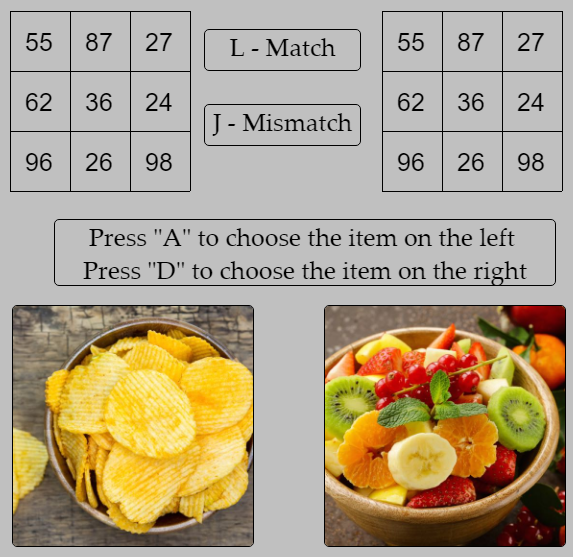 55 87 27
62 36 24
96 26 98
L - Match
J - Mismatch
55 87 27
62 36 24
96 26 98
Press "A" to choose the item on the left
Press "D" to choose the item on the right